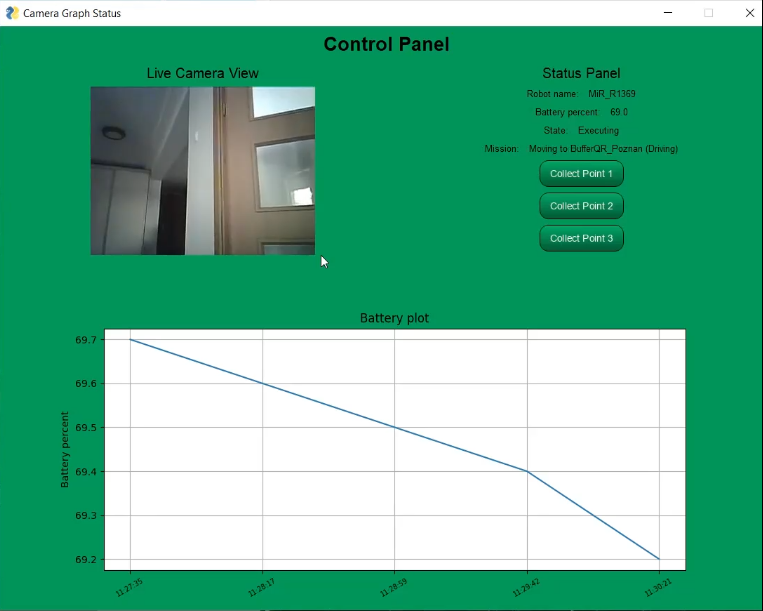 Camera Graph Status
Control Panel
Live Camera View
Status Panel
Robot name: MiR_R1369
Battery percent: 69.0
State: Executing
Mission: Moving to BufferQR_Poznan (Driving)
Collect Point 1
Collect Point 2
Collect Point 3
Battery plot
Battery percent
69.7
69.6
69.5
69.4
69.3
69.2
11:27:35
11:28:17
11:28:59
11:29:42
11:30:21